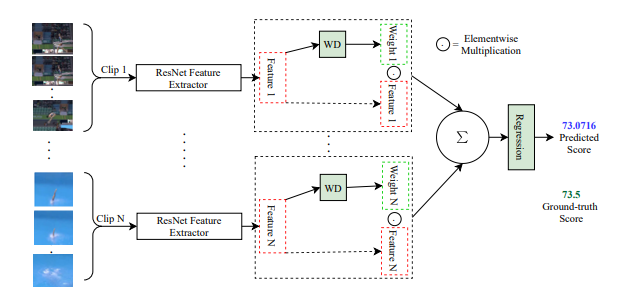 Clip 1
ResNet Feature
Extractor
Feature 1
WD
Weight 1
Feature 1
= Elementwise
Multiplication
Σ
Regression
73.0716
Predicted
Score
73.5
Ground-truth
Score
Clip N
ResNet Feature
Extractor
Feature N
WD
Weight N
Feature N